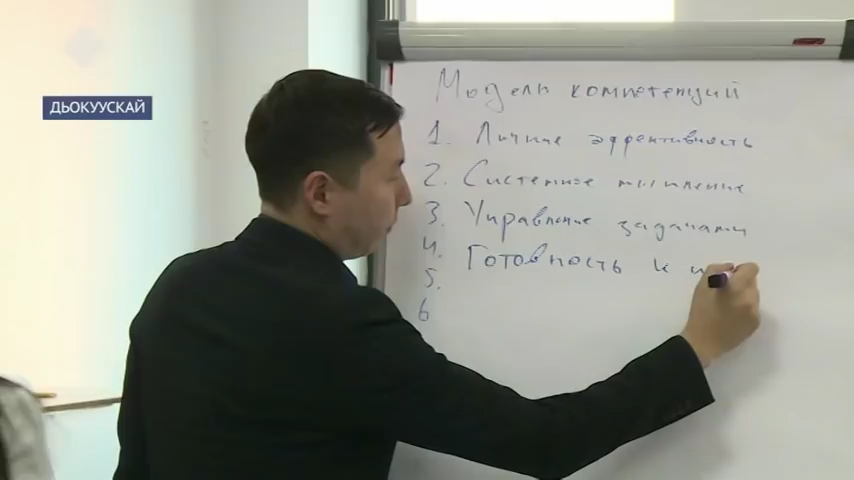 ДЬОКУУСКАЙ
Модель компетенций
1. Личная эффективность
2. Системное мышление
3. Управление задачами
4. Готовность к
5.
6